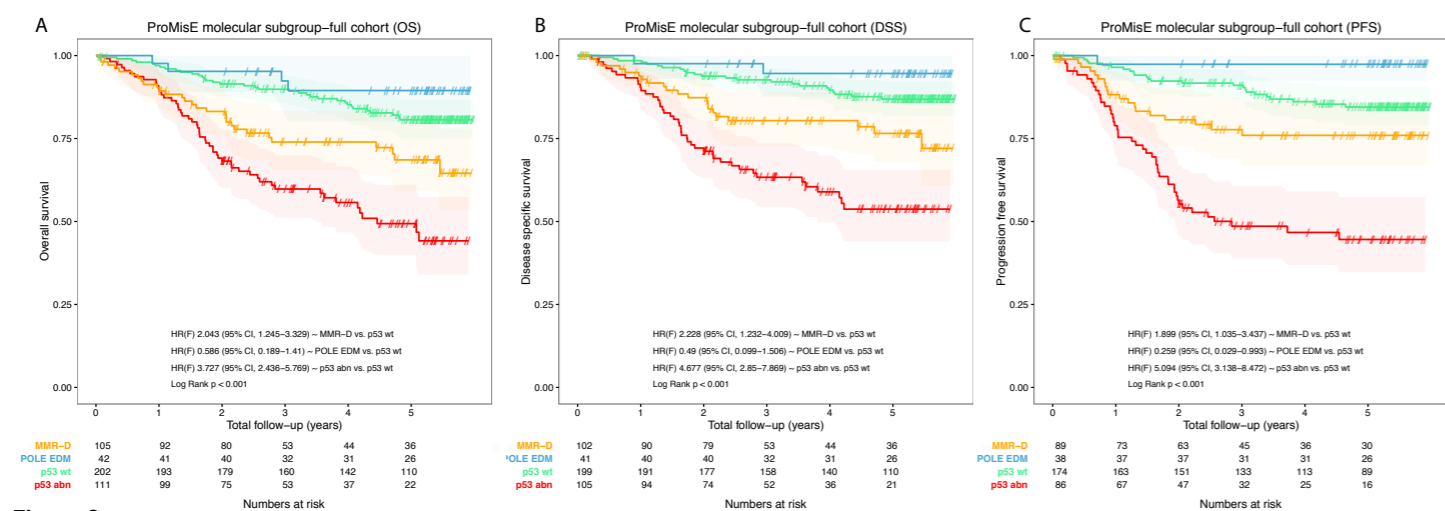 A
ProMisE molecular subgroup−full cohort (OS)
1.00
0.75
0.50
0.25
0.00
Overall survival
HR(F) 2.043 (95% CI, 1.245−3.329) ~ MMR−D vs. p53 wt
HR(F) 0.586 (95% CI, 0.189−1.41) ~ POLE EDM vs. p53 wt
HR(F) 3.727 (95% CI, 2.436−5.769) ~ p53 abn vs. p53 wt
Log Rank p < 0.001
0 1 2 3 4 5
Total follow−up (years)
MMR−D 105 92 80 53 44 36
POLE EDM 42 41 40 32 31 26
p53 wt 202 193 179 160 142 110
p53 abn 111 99 75 53 37 22
Numbers at risk
B
ProMisE molecular subgroup−full cohort (DSS)
1.00
0.75
0.50
0.25
0.00
Disease specific survival
HR(F) 2.228 (95% CI, 1.232−4.009) ~ MMR−D vs. p53 wt
HR(F) 0.49 (95% CI, 0.099−1.506) ~ POLE EDM vs. p53 wt
HR(F) 4.677 (95% CI, 2.85−7.869) ~ p53 abn vs. p53 wt
Log Rank p < 0.001
0 1 2 3 4 5
Total follow−up (years)
MMR−D 102 90 79 53 44 36
POLE EDM 41 40 40 32 31 26
p53 wt 199 191 177 158 140 110
p53 abn 105 94 74 52 36 21
Numbers at risk
C
ProMisE molecular subgroup−full cohort (PFS)
1.00
0.75
0.50
0.25
0.00
Progression free survival
HR(F) 1.899 (95% CI, 1.035−3.437) ~ MMR−D vs. p53 wt
HR(F) 0.259 (95% CI, 0.029−0.993) ~ POLE EDM vs. p53 wt
HR(F) 5.094 (95% CI, 3.138−8.472) ~ p53 abn vs. p53 wt
Log Rank p < 0.001
0 1 2 3 4 5
Total follow−up (years)
MMR−D 89 73 63 45 36 30
POLE EDM 38 37 37 31 31 26
p53 wt 174 163 151 133 113 89
p53 abn 86 67 47 32 25 16
Numbers at risk